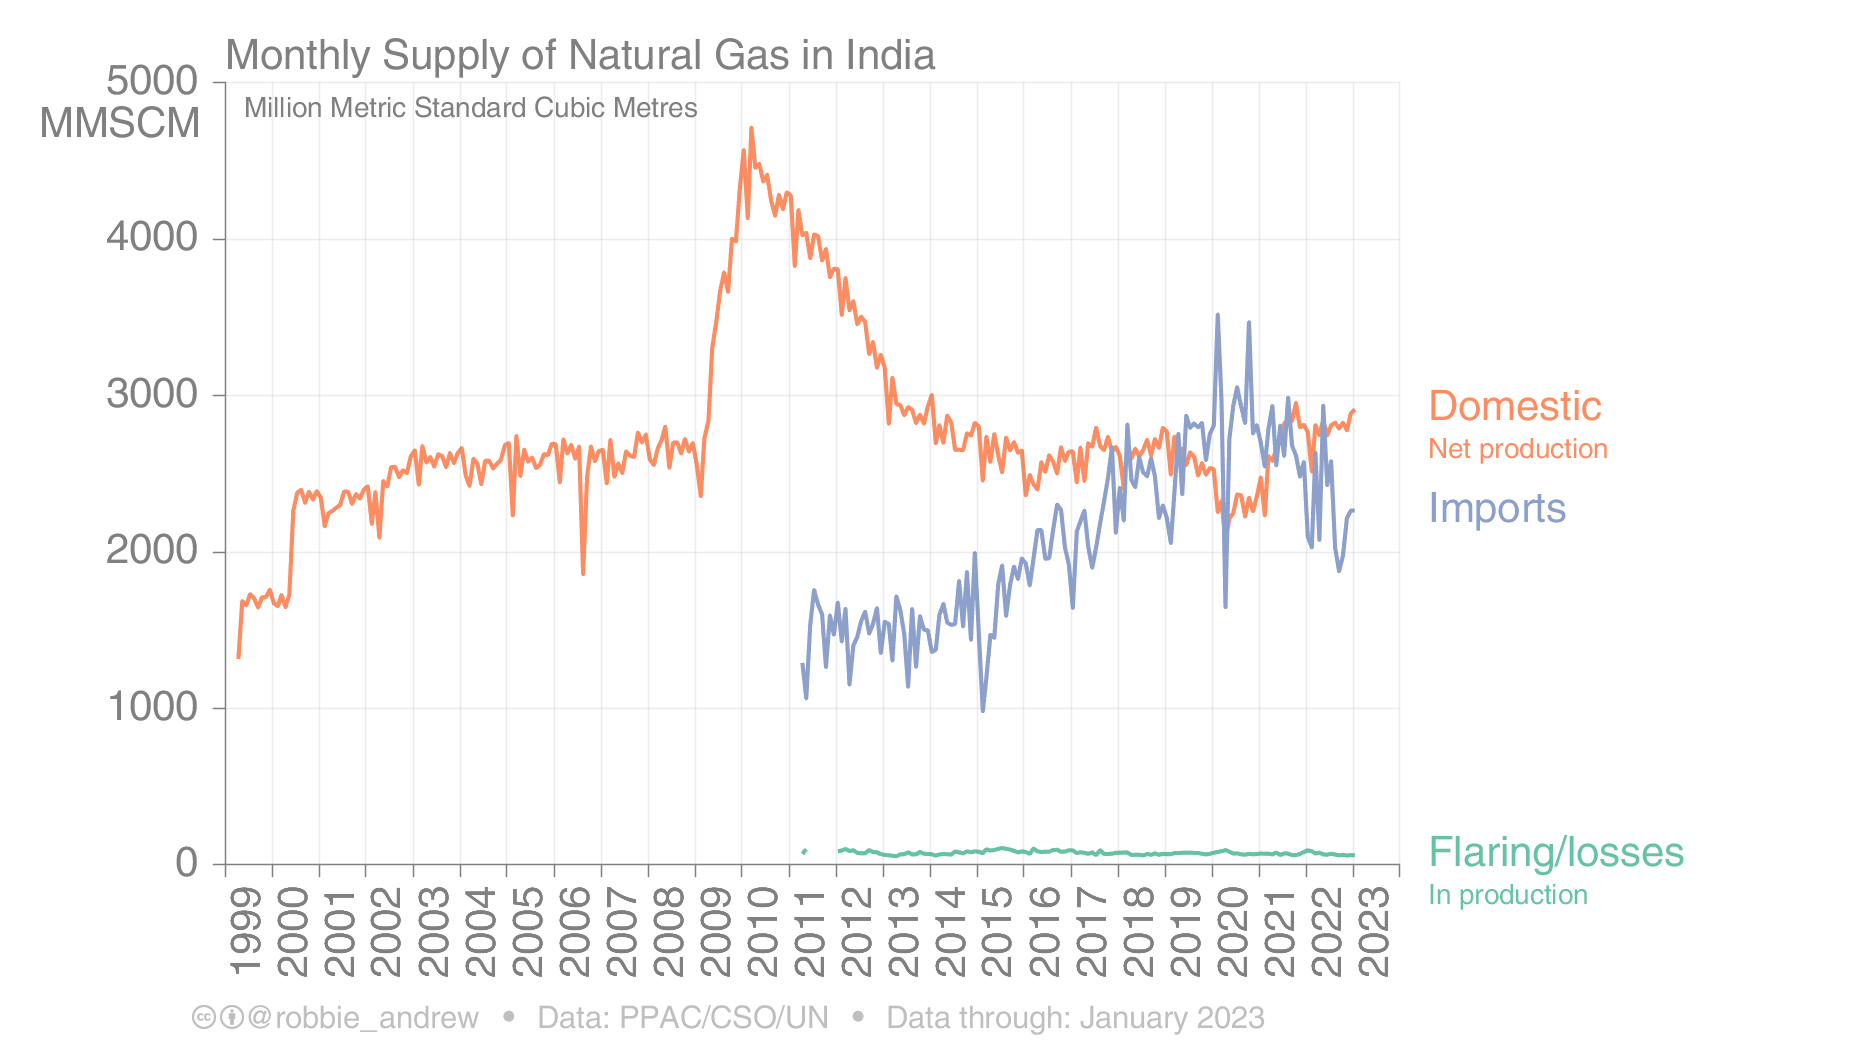 Monthly Supply of Natural Gas in India
5000
MMSCM
Million Metric Standard Cubic Metres
4000
3000
2000
1000
0
Domestic
Net production
Imports
Flaring/losses
In production
1999 2000 2001 2002 2003 2004 2005 2006 2007 2008 2009 2010 2011 2012 2013 2014 2015 2016 2017 2018 2019 2020 2021 2022 2023
@robbie_andrew • Data: PPAC/CSO/UN • Data through: January 2023